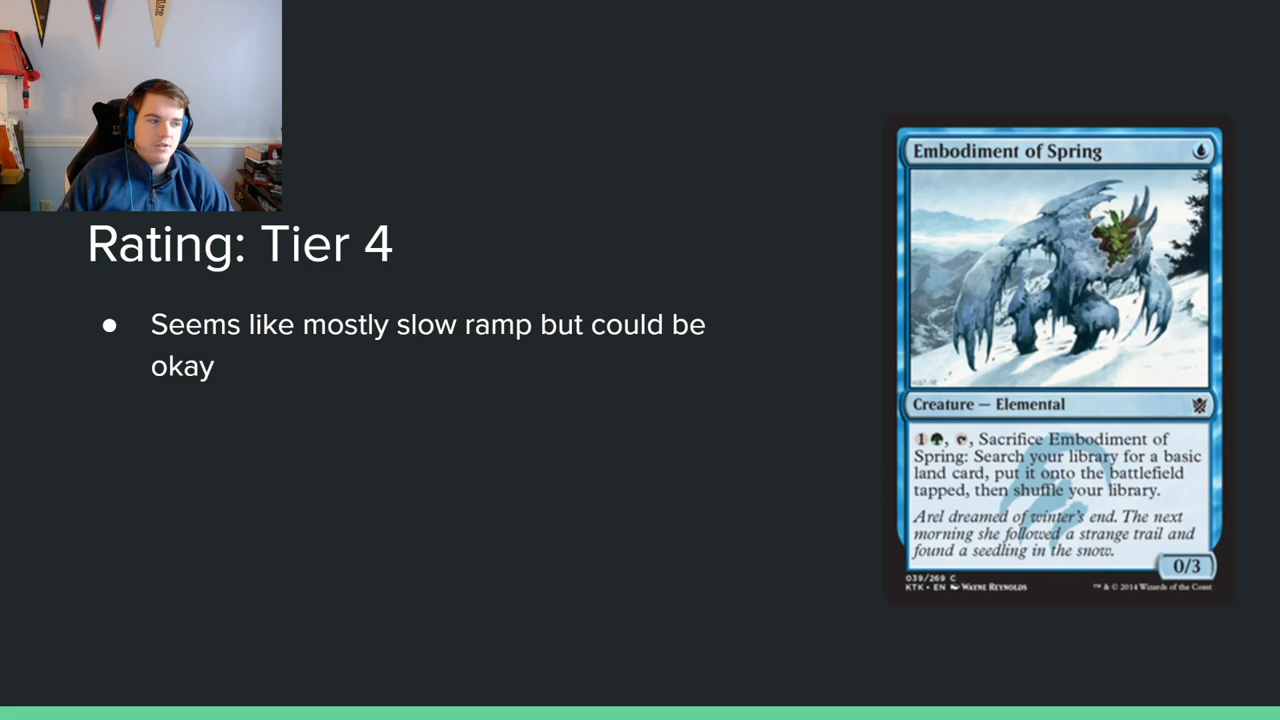 Rating: Tier 4
● Seems like mostly slow ramp but could be
okay
Embodiment of Spring
Creature — Elemental
1, , Sacrifice Embodiment of
Spring: Search your library for a basic
land card, put it onto the battlefield
tapped, then shuffle your library.
Arel dreamed of winter's end. The next
morning she followed a strange trail and
found a seedling in the snow.
0/3
039/269 C
KTK • EN Wayne Reynolds
™ & © 2014 Wizards of the Coast